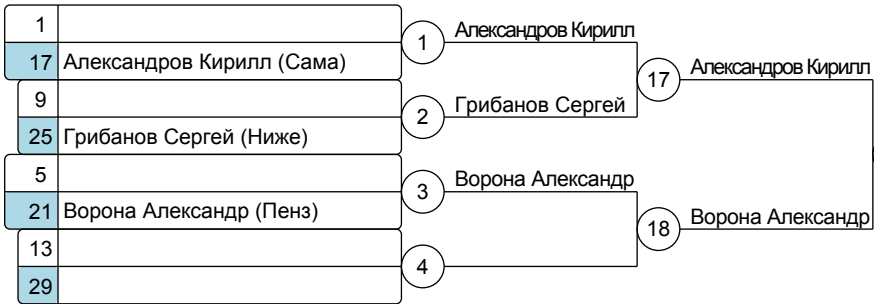 1
17 Александров Кирилл (Сама)
9
25 Грибанов Сергей (Ниже)
5
21 Ворона Александр (Пенз)
13
29
1
2
3
4
Александров Кирилл
Грибанов Сергей
Ворона Александр
17
18
Александров Кирилл
Ворона Александр